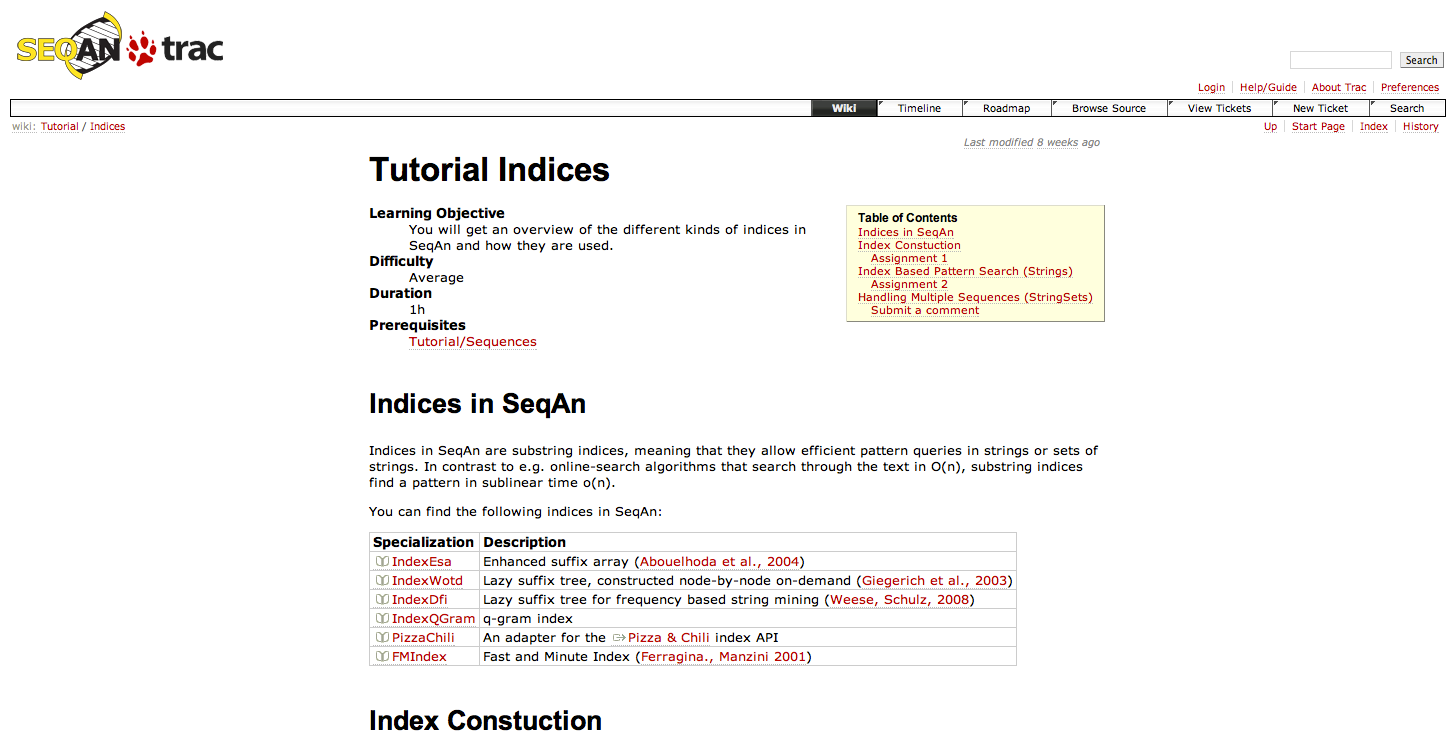 SEQAN trac
Search
Login Help/Guide About Trac Preferences
Wiki Timeline Roadmap Browse Source View Tickets New Ticket Search
wiki: Tutorial / Indices
Up Start Page Index History
Last modified 8 weeks ago
Tutorial Indices
Learning Objective
You will get an overview of the different kinds of indices in
SeqAn and how they are used.
Difficulty
Average
Duration
1h
Prerequisites
Tutorial/Sequences
Table of Contents
Indices in SeqAn
Index Constuction
Assignment 1
Index Based Pattern Search (Strings)
Assignment 2
Handling Multiple Sequences (StringSets)
Submit a comment
Indices in SeqAn
Indices in SeqAn are substring indices, meaning that they allow efficient pattern queries in strings or sets of
strings. In contrast to e.g. online-search algorithms that search through the text in O(n), substring indices
find a pattern in sublinear time o(n).
You can find the following indices in SeqAn:
Specialization Description
IndexEsa Enhanced suffix array (Abouelhoda et al., 2004)
IndexWotd Lazy suffix tree, constructed node-by-node on-demand (Giegerich et al., 2003)
IndexDfi Lazy suffix tree for frequency based string mining (Weese, Schulz, 2008)
IndexQGram q-gram index
PizzaChili An adapter for the Pizza & Chili index API
FMIndex Fast and Minute Index (Ferragina., Manzini 2001)
Index Constuction